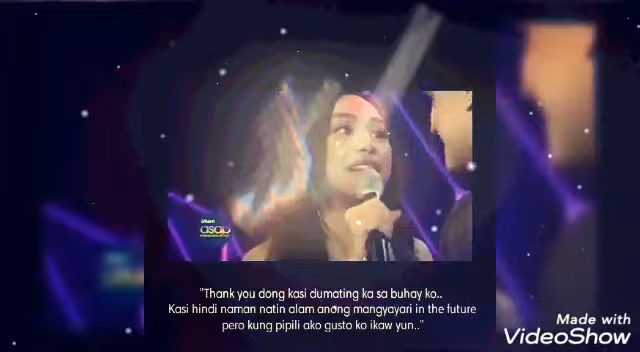 iWant
asap
"Thank you dong kasi dumating ka sa buhay ko..
Kasi hindi naman natin alam anong mangyayari in the future
pero kung pipili ako gusto ko ikaw yun.."
Made with
VideoShow